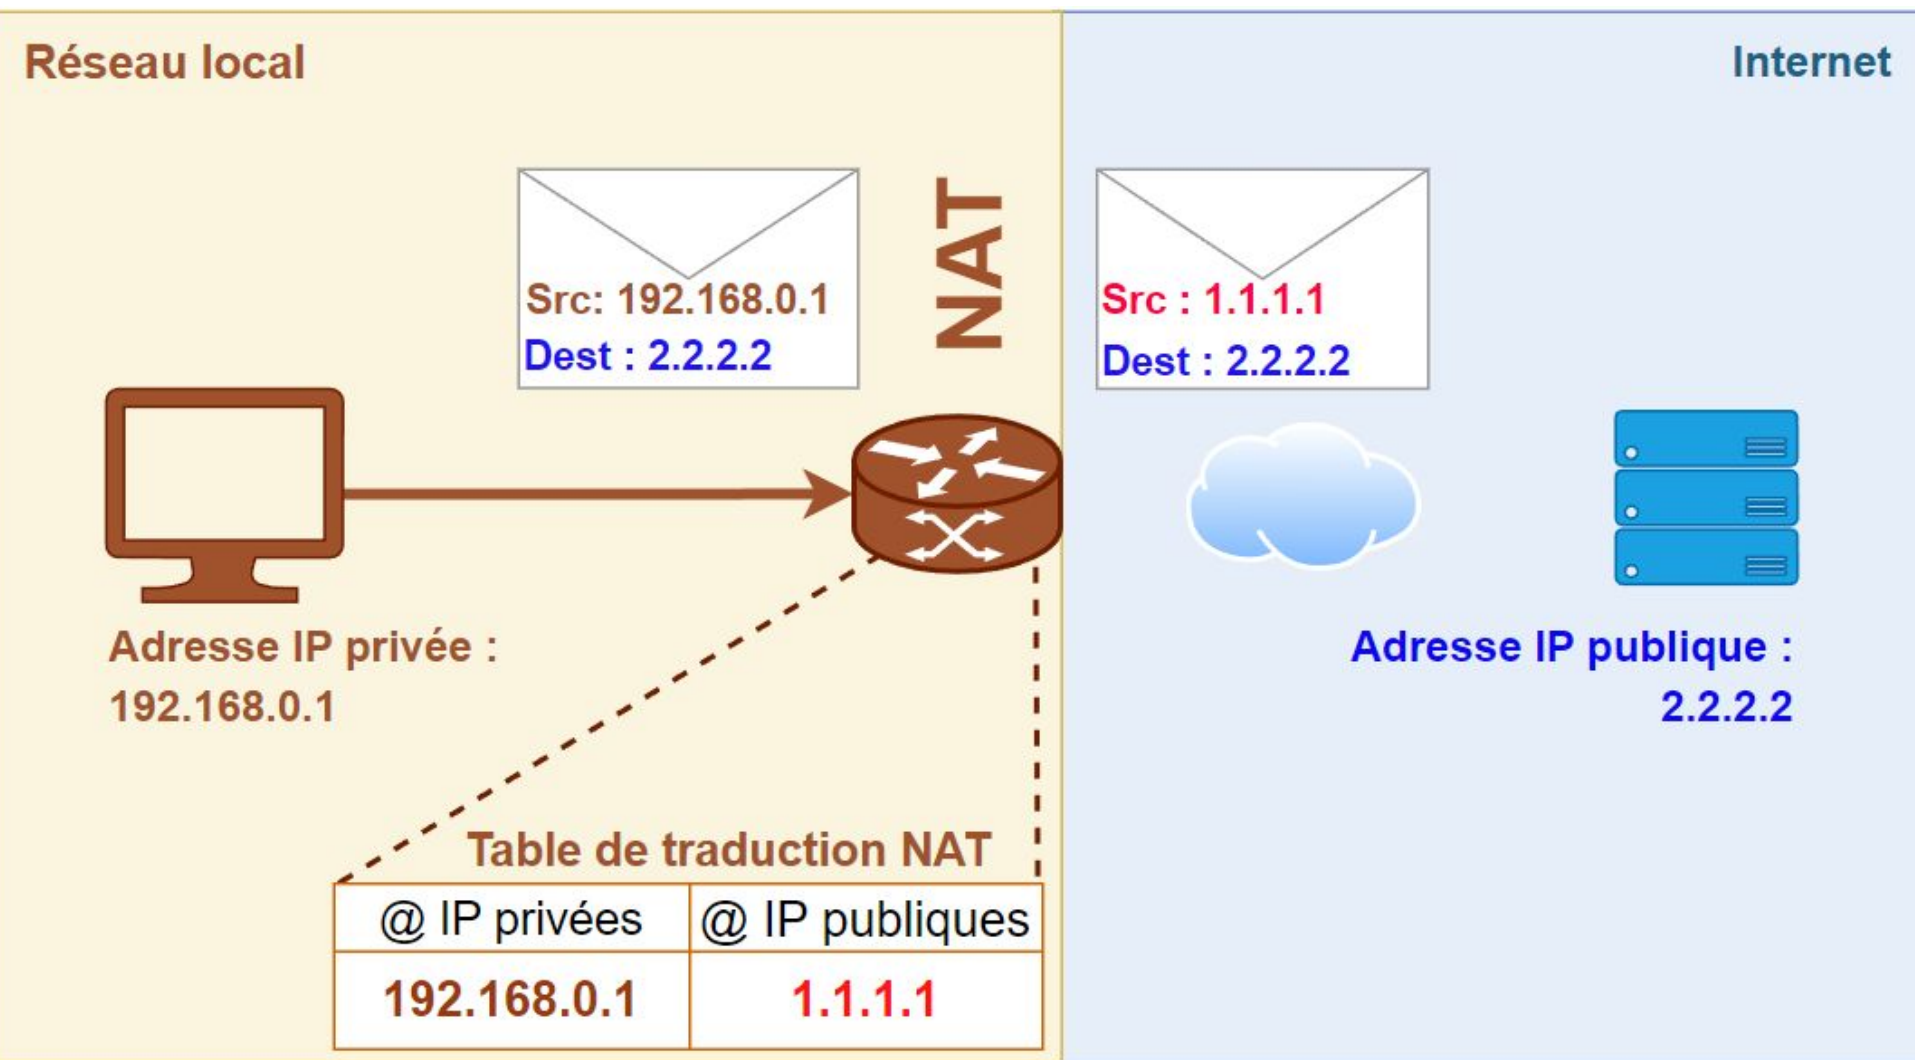 Réseau local
Internet
NAT
Src: 192.168.0.1
Dest : 2.2.2.2
Src : 1.1.1.1
Dest : 2.2.2.2
Adresse IP privée :
192.168.0.1
Adresse IP publique :
2.2.2.2
Table de traduction NAT
@ IP privées
@ IP publiques
192.168.0.1
1.1.1.1